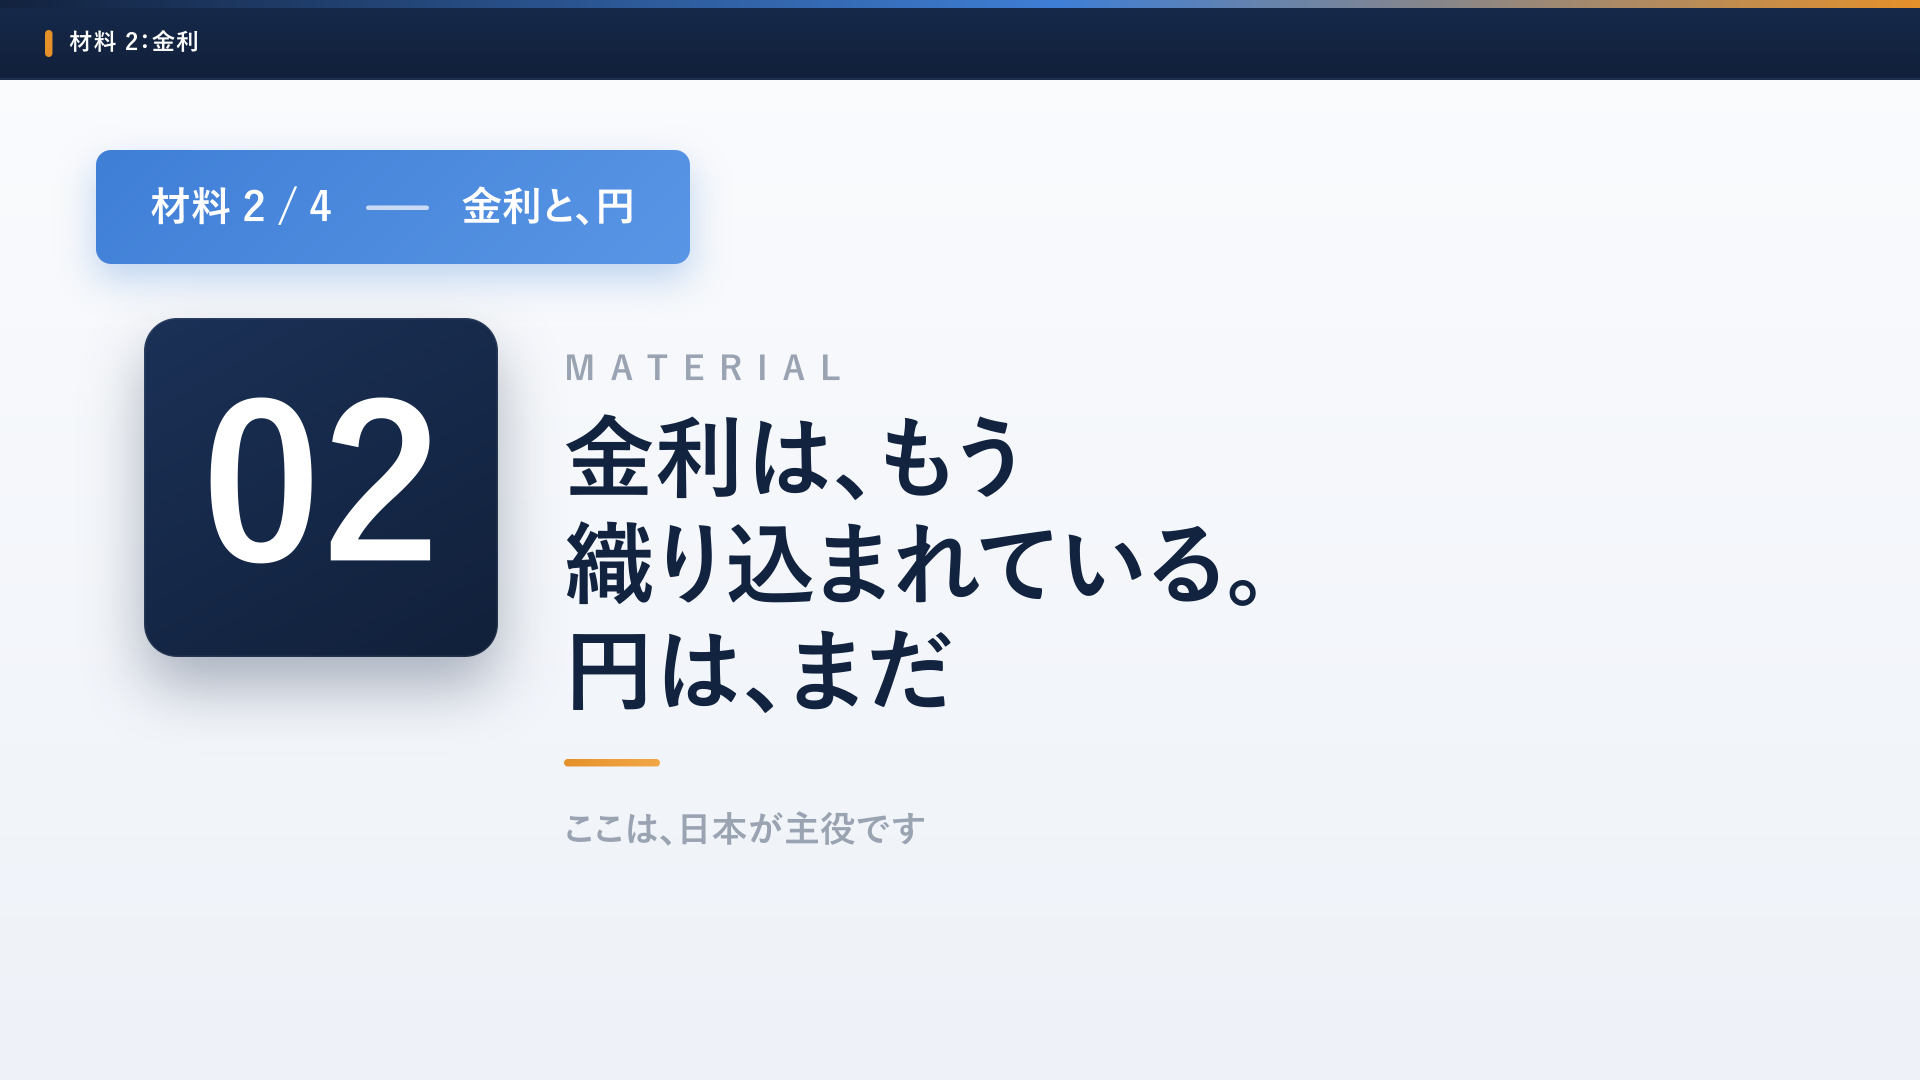 材料 2：金利
材料 2 / 4 — 金利と、円
02
MATERIAL
金利は、もう
織り込まれている。
円は、まだ
ここは、日本が主役です